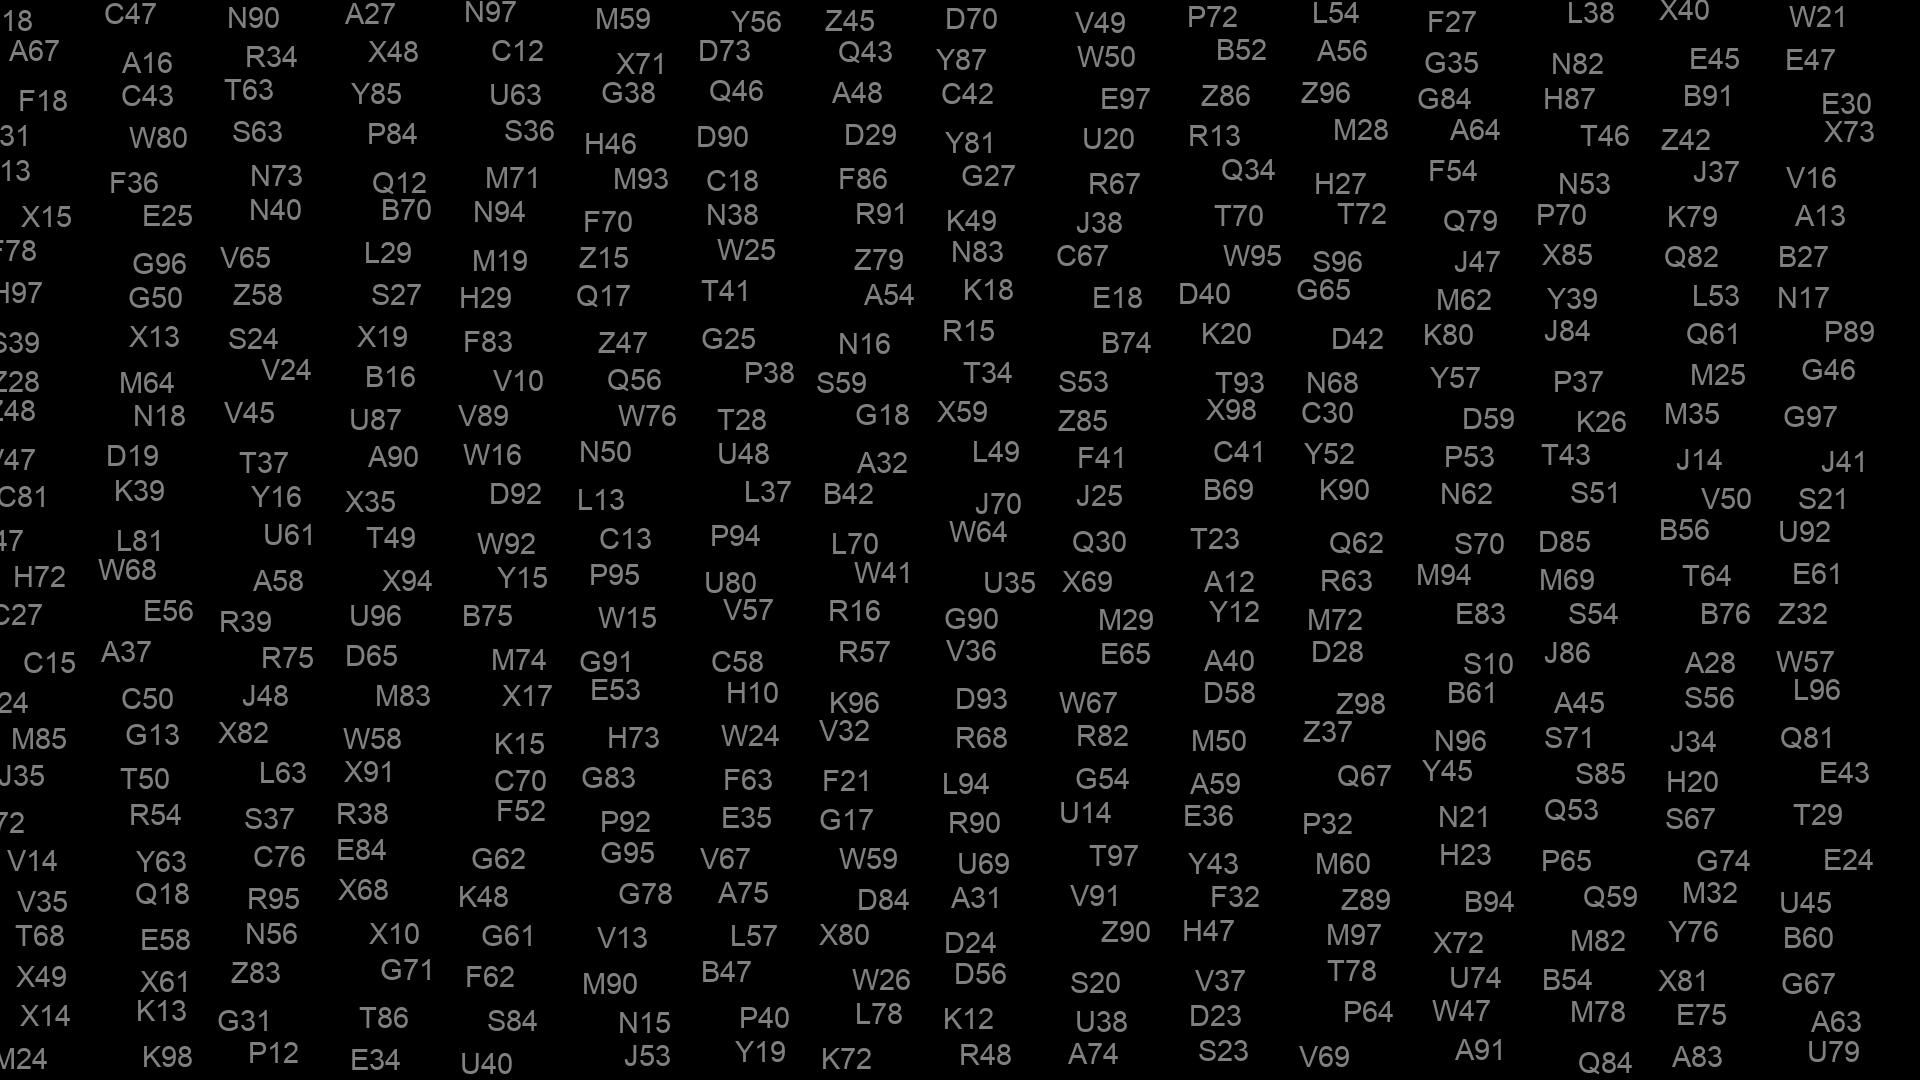 18 C47 N90 A27 N97 M59 Y56 Z45 D70 V49 P72 L54 F27 L38 X40 W21
A67 A16 R34 X48 C12 X71 D73 Q43 Y87 W50 B52 A56 G35 N82 E45 E47
F18 C43 T63 Y85 U63 G38 Q46 A48 C42 E97 Z86 Z96 G84 H87 B91 E30
31 W80 S63 P84 S36 H46 D90 D29 Y81 U20 R13 M28 A64 T46 Z42 X73
13 F36 N73 Q12 M71 M93 C18 F86 G27 R67 Q34 H27 F54 N53 J37 V16
X15 E25 N40 B70 N94 F70 N38 R91 K49 J38 T70 T72 Q79 P70 K79 A13
F78 G96 V65 L29 M19 Z15 W25 Z79 N83 C67 W95 S96 J47 X85 Q82 B27
H97 G50 Z58 S27 H29 Q17 T41 A54 K18 E18 D40 G65 M62 Y39 L53 N17
S39 X13 S24 X19 F83 Z47 G25 N16 R15 B74 K20 D42 K80 J84 Q61 P89
Z28 M64 V24 B16 V10 Q56 P38 S59 T34 S53 T93 N68 Y57 P37 M25 G46
Z48 N18 V45 U87 V89 W76 T28 G18 X59 Z85 X98 C30 D59 K26 M35 G97
47 D19 T37 A90 W16 N50 U48 A32 L49 F41 C41 Y52 P53 T43 J14 J41
C81 K39 Y16 X35 D92 L13 L37 B42 J70 J25 B69 K90 N62 S51 V50 S21
47 L81 U61 T49 W92 C13 P94 L70 W64 Q30 T23 Q62 S70 D85 B56 U92
H72 W68 A58 X94 Y15 P95 U80 W41 U35 X69 A12 R63 M94 M69 T64 E61
C27 E56 R39 U96 B75 W15 V57 R16 G90 M29 Y12 M72 E83 S54 B76 Z32
C15 A37 R75 D65 M74 G91 C58 R57 V36 E65 A40 D28 S10 J86 A28 W57
24 C50 J48 M83 X17 E53 H10 K96 D93 W67 D58 Z98 B61 A45 S56 L96
M85 G13 X82 W58 K15 H73 W24 V32 R68 R82 M50 Z37 N96 S71 J34 Q81
J35 T50 L63 X91 C70 G83 F63 F21 L94 G54 A59 Q67 Y45 S85 H20 E43
72 R54 S37 R38 F52 P92 E35 G17 R90 U14 E36 P32 N21 Q53 S67 T29
V14 Y63 C76 E84 G62 G95 V67 W59 U69 T97 Y43 M60 H23 P65 G74 E24
V35 Q18 R95 X68 K48 G78 A75 D84 A31 V91 F32 Z89 B94 Q59 M32 U45
T68 E58 N56 X10 G61 V13 L57 X80 D24 Z90 H47 M97 X72 M82 Y76 B60
X49 X61 Z83 G71 F62 M90 B47 W26 D56 S20 V37 T78 U74 B54 X81 G67
X14 K13 G31 T86 S84 N15 P40 L78 K12 U38 D23 P64 W47 M78 E75 A63
M24 K98 P12 E34 U40 J53 Y19 K72 R48 A74 S23 V69 A91 Q84 A83 U79